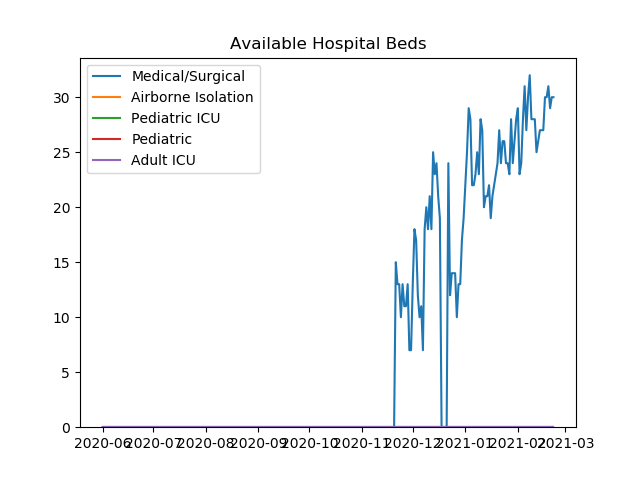 Available Hospital Beds
Medical/Surgical
Airborne Isolation
Pediatric ICU
Pediatric
Adult ICU
30
25
20
15
10
5
0
2020-06 2020-07 2020-08 2020-09 2020-10 2020-11 2020-12 2021-01 2021-02 2021-03